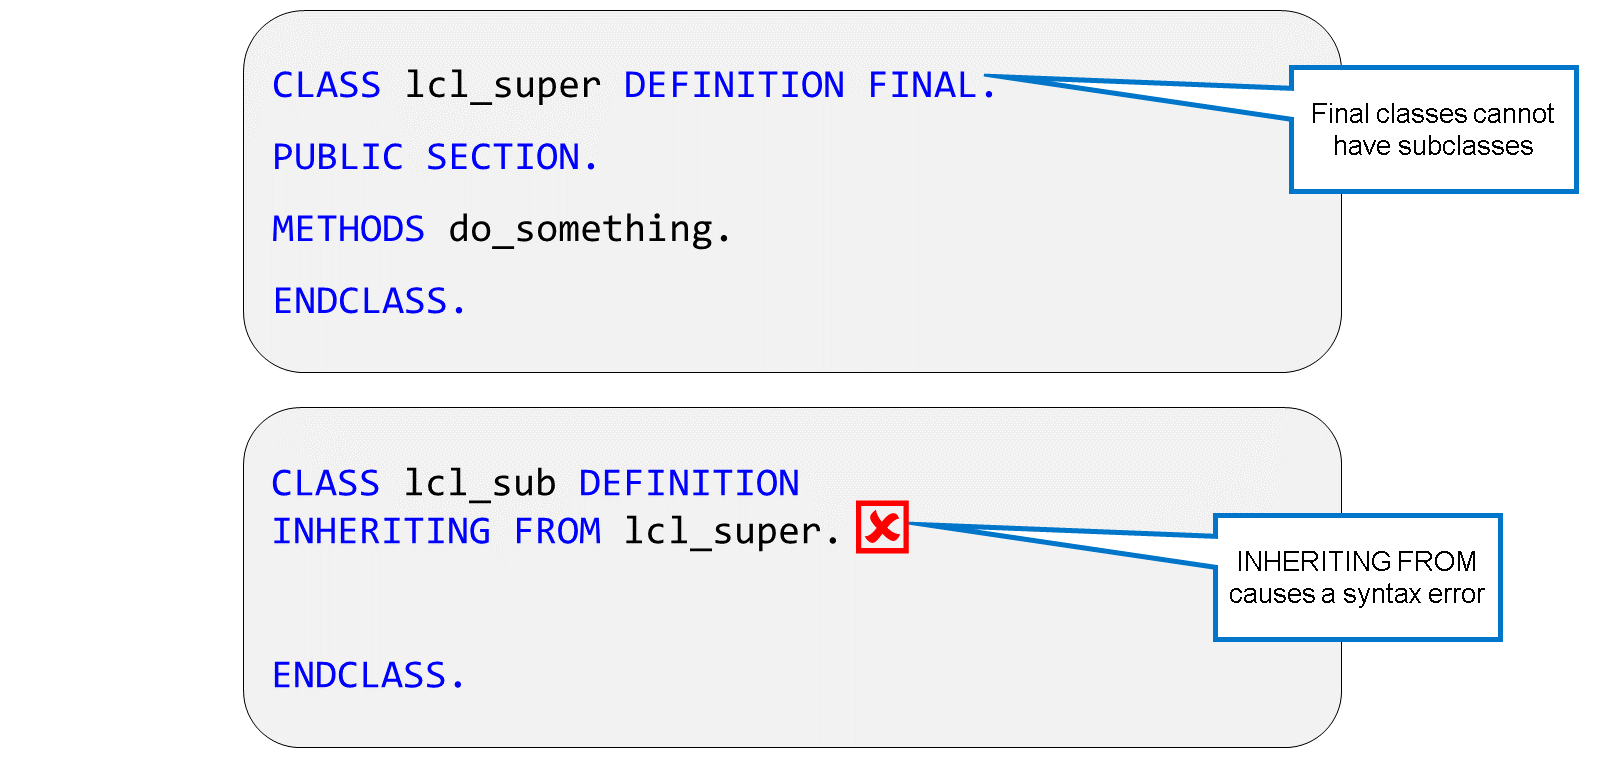 CLASS lcl_super DEFINITION FINAL.
Final classes cannot
have subclasses
PUBLIC SECTION.
METHODS do_something.
ENDCLASS.
CLASS lcl_sub DEFINITION
INHERITING FROM lcl_super.
INHERITING FROM
causes a syntax error
ENDCLASS.